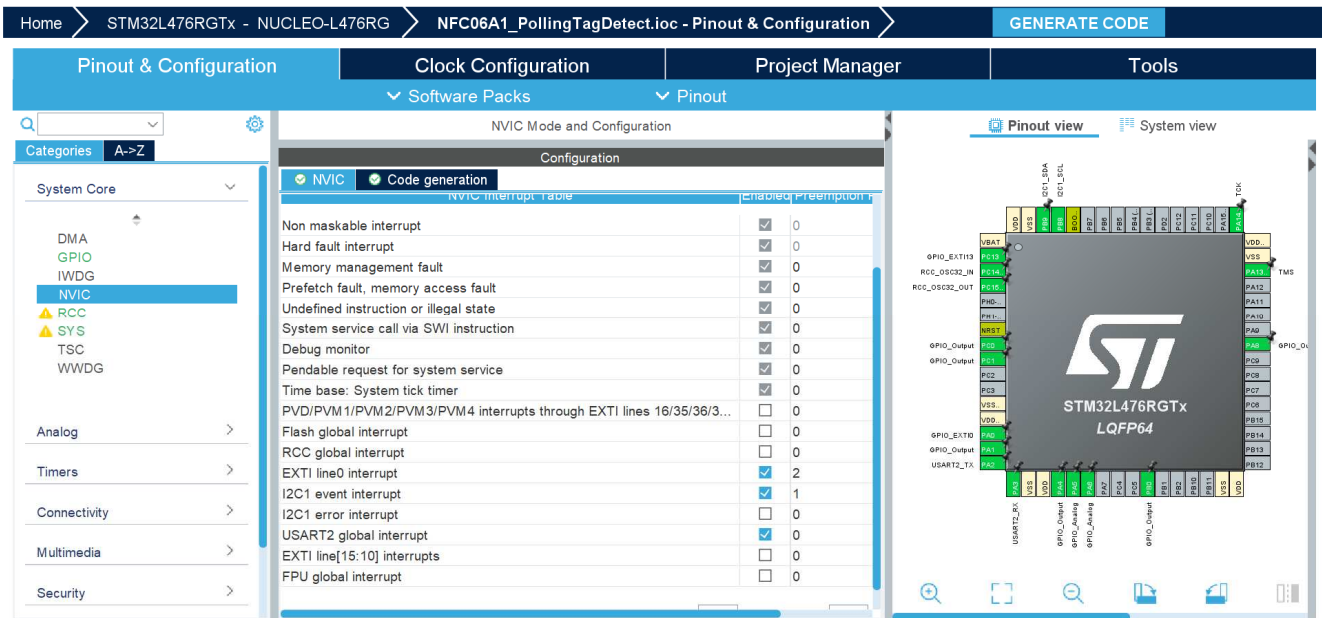 Home
STM32L476RGTx - NUCLEO-L476RG
NFC06A1_PollingTagDetect.ioc - Pinout & Configuration
GENERATE CODE
Pinout & Configuration
Clock Configuration
Project Manager
Tools
Software Packs
Pinout
Categories
A->Z
System Core
DMA
GPIO
IWDG
NVIC
RCC
SYS
TSC
WWDG
Analog
Timers
Connectivity
Multimedia
Security
NVIC Mode and Configuration
Configuration
NVIC
Code generation
NVIC Interrupt Table Enabled Preemption
Non maskable interrupt 0
Hard fault interrupt 0
Memory management fault 0
Prefetch fault, memory access fault 0
Undefined instruction or illegal state 0
System service call via SWI instruction 0
Debug monitor 0
Pendable request for system service 0
Time base: System tick timer 0
PVD/PVM1/PVM2/PVM3/PVM4 interrupts through EXTI lines 16/35/36/3... 0
Flash global interrupt 0
RCC global interrupt 0
EXTI line0 interrupt 2
I2C1 event interrupt 1
I2C1 error interrupt 0
USART2 global interrupt 0
EXTI line[15:10] interrupts 0
FPU global interrupt 0
Pinout view
System view
I2C1_SDA
I2C1_SCL
TCK
VDD
VSS
PB9
PB8
BOO..
PB7
PB6
PB5
PB4 (..
PB3 (..
PD2
PC12
PC11
PC10
PA15..
PA14..
VBAT
GPIO_EXTI13 PC13
RCC_OSC32_IN PC14..
RCC_OSC32_OUT PC15..
PH0-..
PH1-..
NRST
GPIO_Output PC0
GPIO_Output PC1
PC2
PC3
VSS..
VDD..
GPIO_EXTI0 PA0
GPIO_Output PA1
USART2_TX PA2
STM32L476RGTx
LQFP64
VDD..
VSS
PA13.. TMS
PA12
PA11
PA10
PA9
PA8 GPIO_Ou
PC9
PC8
PC7
PC6
PB15
PB14
PB13
PB12
PA3
VSS
VDD
PA4
PA5
PA6
PA7
PC4
PC5
PB0
PB1
PB2
PB10
PB11
VSS
VDD
USART2_RX
GPIO_Output
GPIO_Analog
GPIO_Analog
GPIO_Output